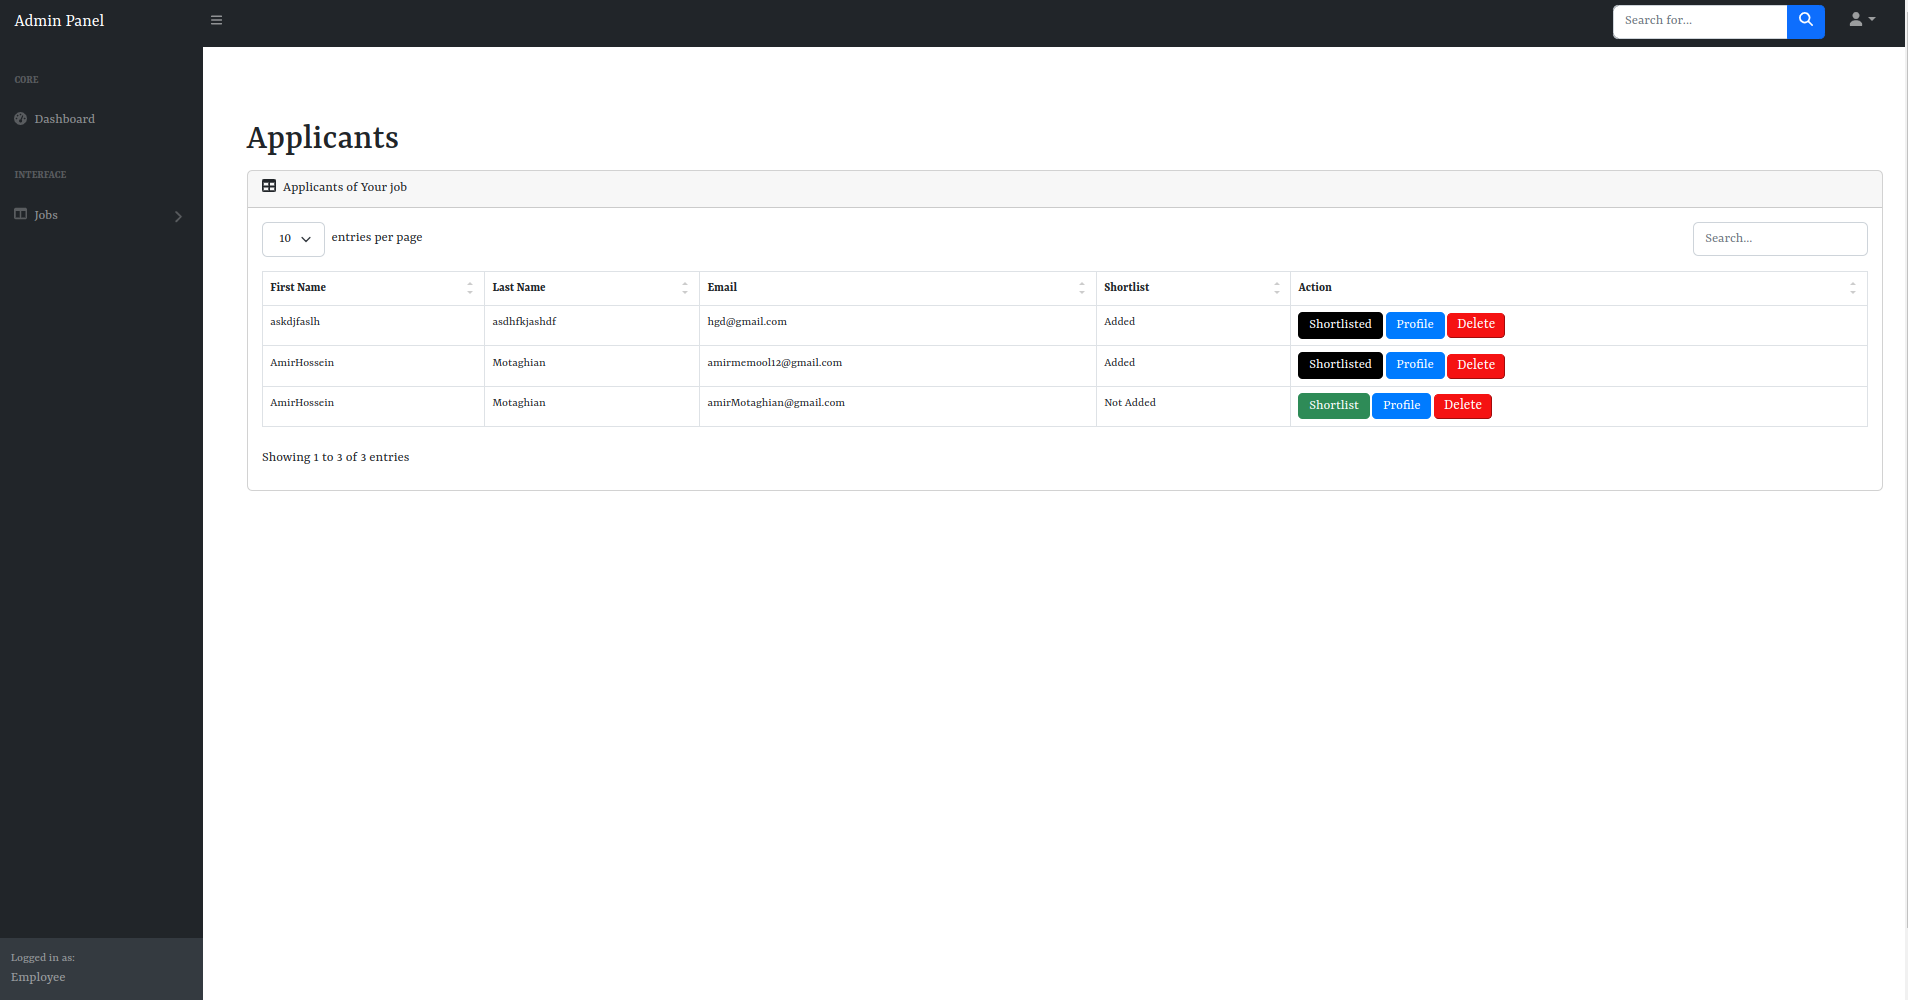 Admin Panel
Search for...
CORE
Dashboard
INTERFACE
Jobs
Applicants
Applicants of Your job
10 entries per page
Search...
First Name Last Name Email Shortlist Action
askdjfaslh asdhfkjashdf hgd@gmail.com Added Shortlisted Profile Delete
AmirHossein Motaghian amirmemool12@gmail.com Added Shortlisted Profile Delete
AmirHossein Motaghian amirMotaghian@gmail.com Not Added Shortlist Profile Delete
Showing 1 to 3 of 3 entries
Logged in as:
Employee